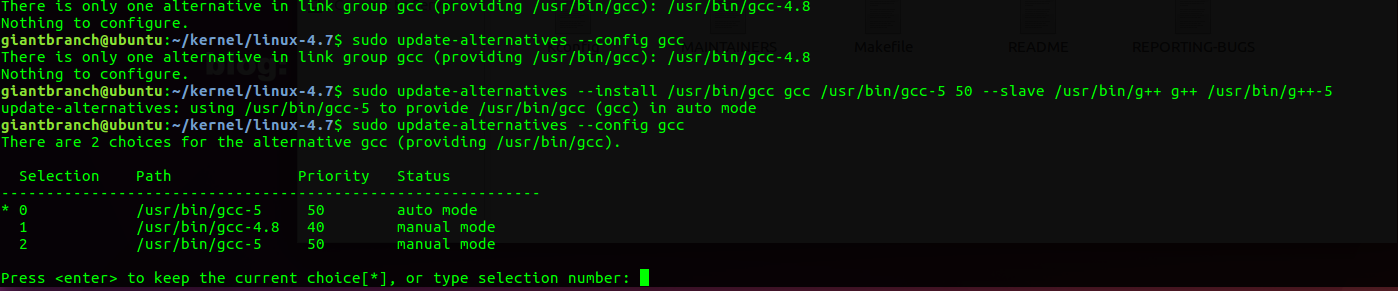 There is only one alternative in link group gcc (providing /usr/bin/gcc): /usr/bin/gcc-4.8
Nothing to configure.
giantbranch@ubuntu:~/kernel/linux-4.7$ sudo update-alternatives --config gcc
MAINTAINERS Makefile README REPORTING-BUGS
There is only one alternative in link group gcc (providing /usr/bin/gcc): /usr/bin/gcc-4.8
Nothing to configure.
blog.
giantbranch@ubuntu:~/kernel/linux-4.7$ sudo update-alternatives --install /usr/bin/gcc gcc /usr/bin/gcc-5 50 --slave /usr/bin/g++ g++ /usr/bin/g++-5
update-alternatives: using /usr/bin/gcc-5 to provide /usr/bin/gcc (gcc) in auto mode
giantbranch@ubuntu:~/kernel/linux-4.7$ sudo update-alternatives --config gcc
There are 2 choices for the alternative gcc (providing /usr/bin/gcc).
Selection Path Priority Status
------------------------------------------------------------
* 0 /usr/bin/gcc-5 50 auto mode
1 /usr/bin/gcc-4.8 40 manual mode
2 /usr/bin/gcc-5 50 manual mode
Press <enter> to keep the current choice[*], or type selection number: